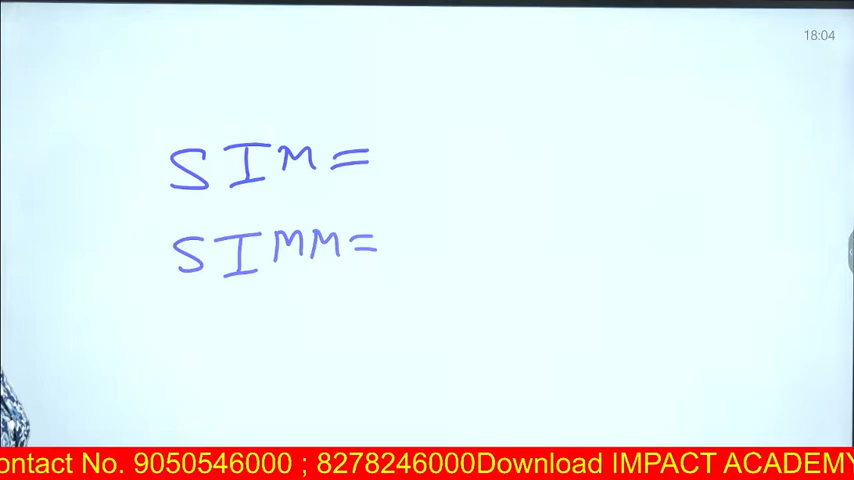 18:04
SIM=
SIMM=
ontact No. 9050546000 ; 8278246000Download IMPACT ACADEMY